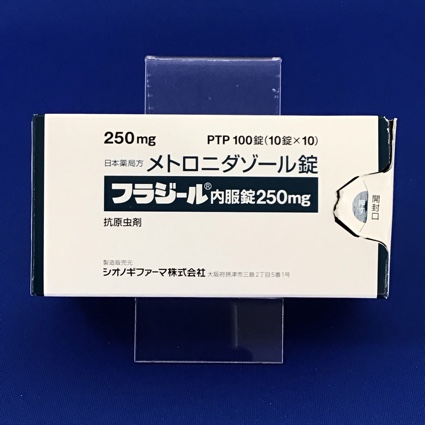 250mg PTP 100錠(10錠×10)
日本薬局方 メトロニダゾール錠
フラジール®内服錠250mg
抗原虫剤
製造販売元
シオノギファーマ株式会社 大阪府摂津市三島2丁目5番1号
開封口